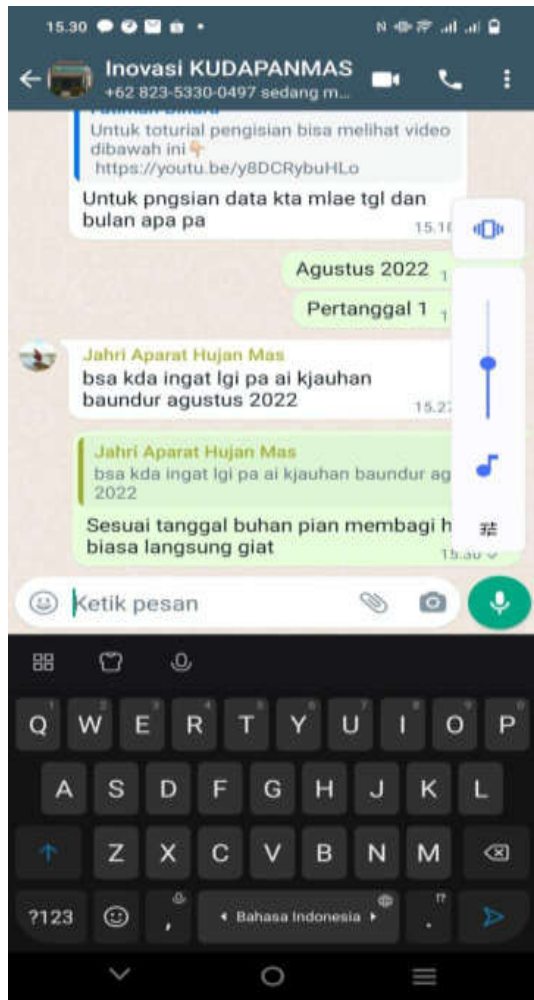 15.30
Inovasi KUDAPANMAS
+62 823-5330-0497 sedang m...
Untuk toturial pengisian bisa melihat video
dibawah ini
https://youtu.be/y8DCRybuHLo
Untuk pngsian data kta mlae tgl dan
bulan apa pa
Agustus 2022
Pertanggal 1
Jahri Aparat Hujan Mas
bsa kda ingat lgi pa ai kjauhan
baundur agustus 2022
Jahri Aparat Hujan Mas
bsa kda ingat lgi pa ai kjauhan baundur ag
2022
Sesuai tanggal buhan pian membagi h
biasa langsung giat
15.30
Ketik pesan
Q W E R T Y U I O P
A S D F G H J K L
Z X C V B N M
?123 , Bahasa Indonesia .